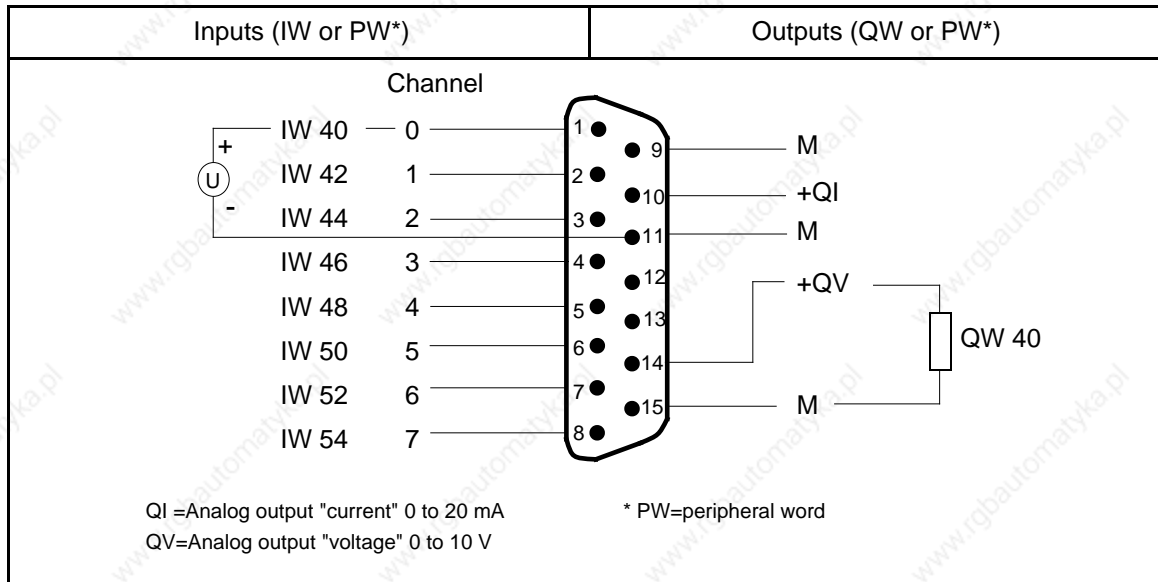 Inputs (IW or PW*)
Outputs (QW or PW*)
Channel
IW 40 0 1
IW 42 1 2
IW 44 2 3
IW 46 3 4
IW 48 4 5
IW 50 5 6
IW 52 6 7
IW 54 7 8
+
U
-
9 M
10 +QI
11 M
12
13
14 +QV
15 M
QW 40
QI =Analog output "current" 0 to 20 mA
QV=Analog output "voltage" 0 to 10 V
* PW=peripheral word
www.rgbautomatyka.pl